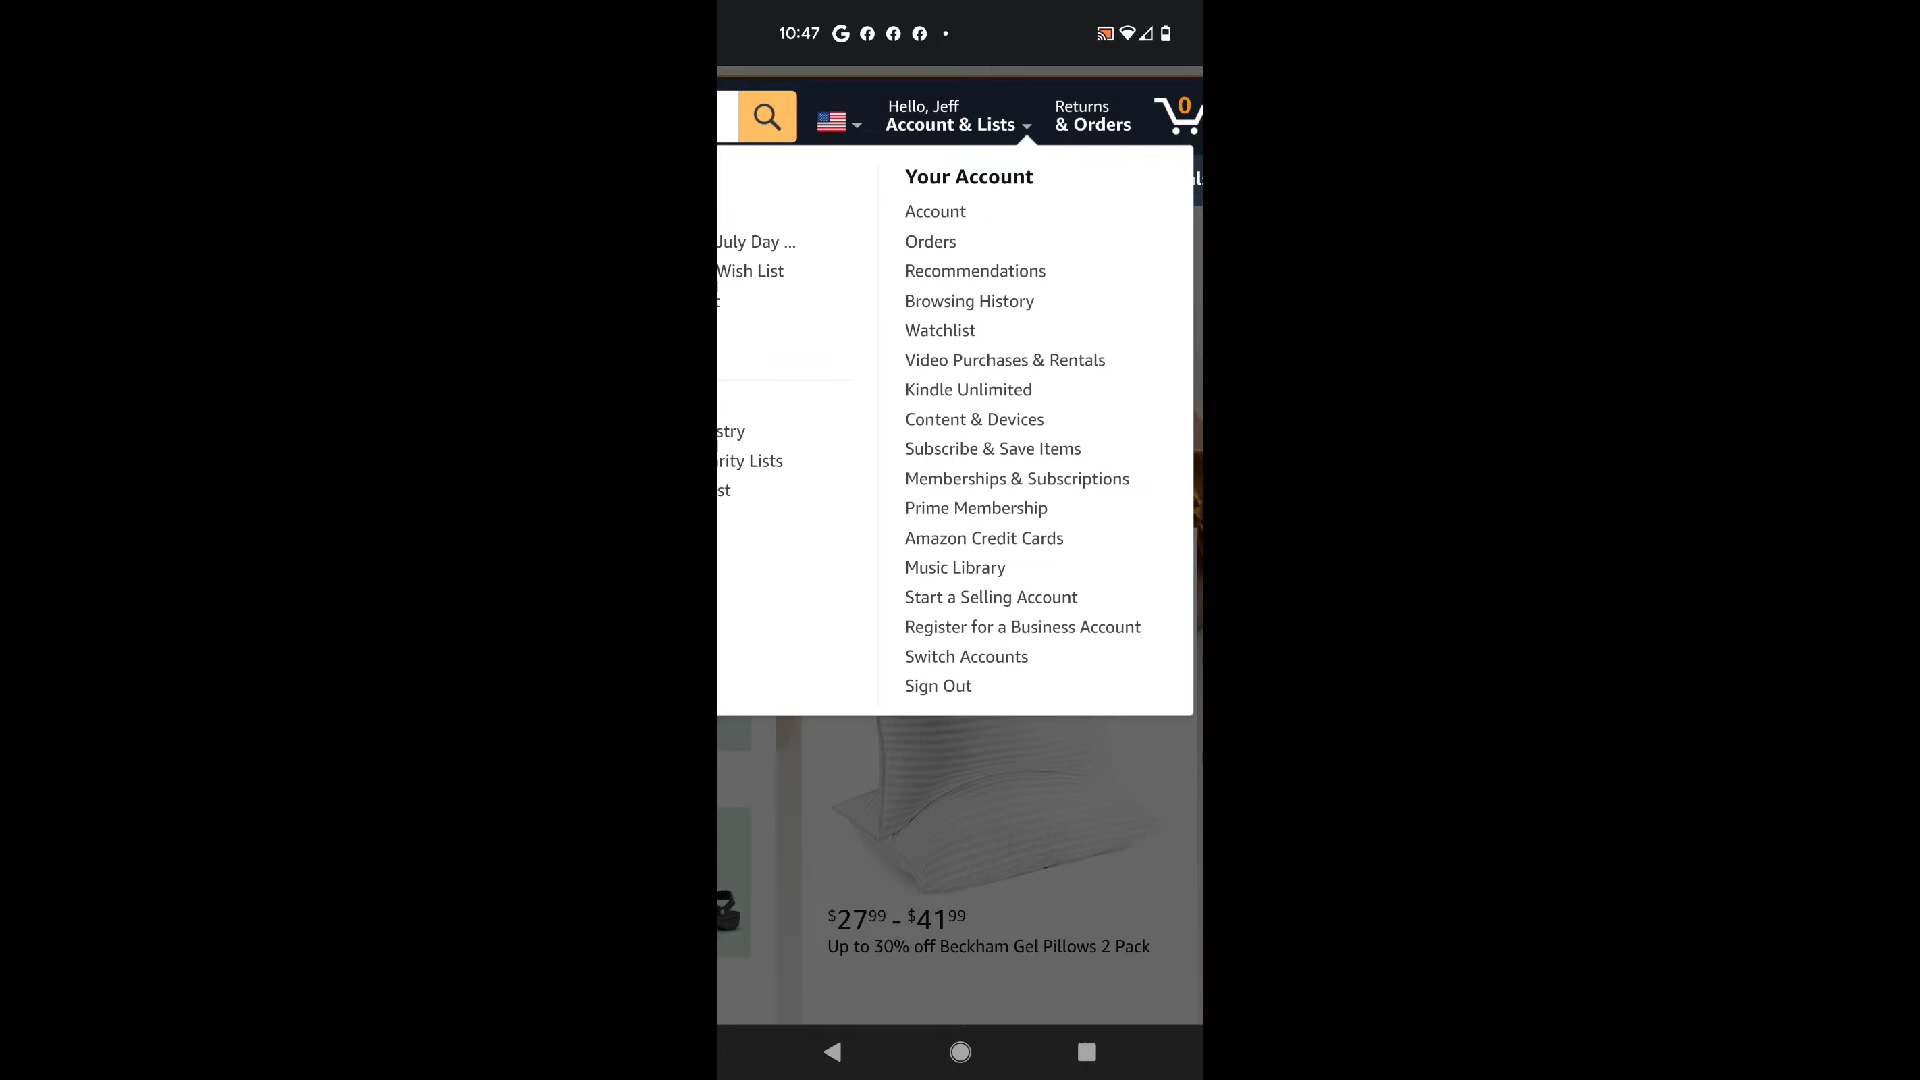 10:47
Hello, Jeff
Account & Lists
Returns
& Orders
0
July Day ...
Wish List
t
stry
rity Lists
st
Your Account
Account
Orders
Recommendations
Browsing History
Watchlist
Video Purchases & Rentals
Kindle Unlimited
Content & Devices
Subscribe & Save Items
Memberships & Subscriptions
Prime Membership
Amazon Credit Cards
Music Library
Start a Selling Account
Register for a Business Account
Switch Accounts
Sign Out
$27.99 - $41.99
Up to 30% off Beckham Gel Pillows 2 Pack